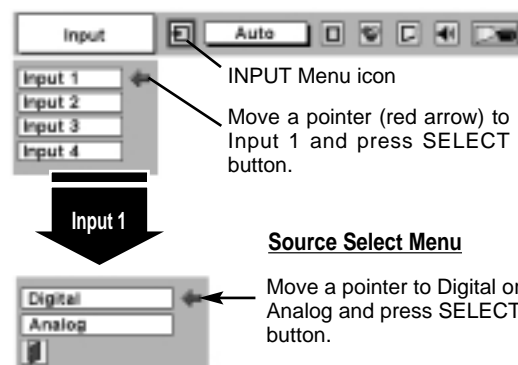 Input
Auto
INPUT Menu icon
Input 1
Input 2
Input 3
Input 4
Move a pointer (red arrow) to
Input 1 and press SELECT
button.
Input 1
Source Select Menu
Digital
Analog
Move a pointer to Digital or
Analog and press SELECT
button.